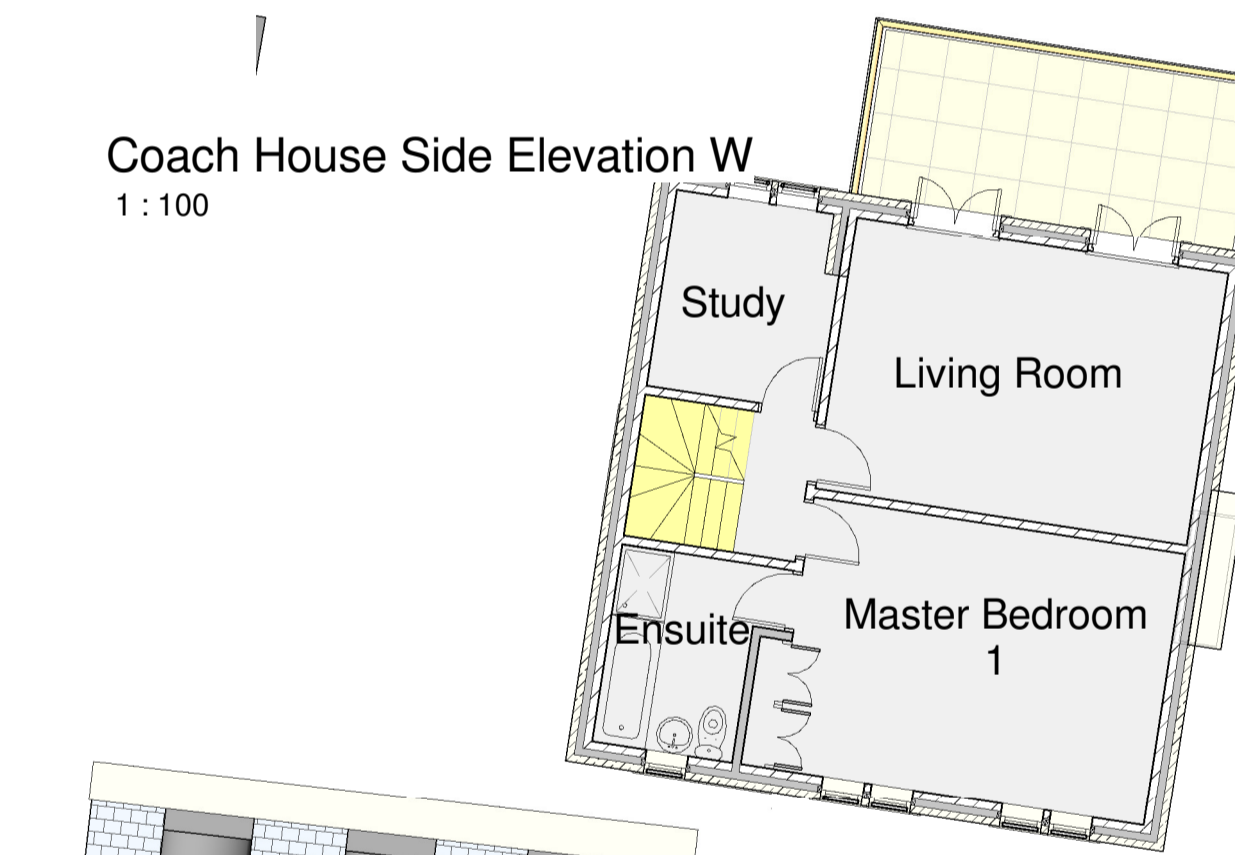 Coach House Side Elevation W
1 : 100
Study
Living Room
Ensuite
Master Bedroom
1